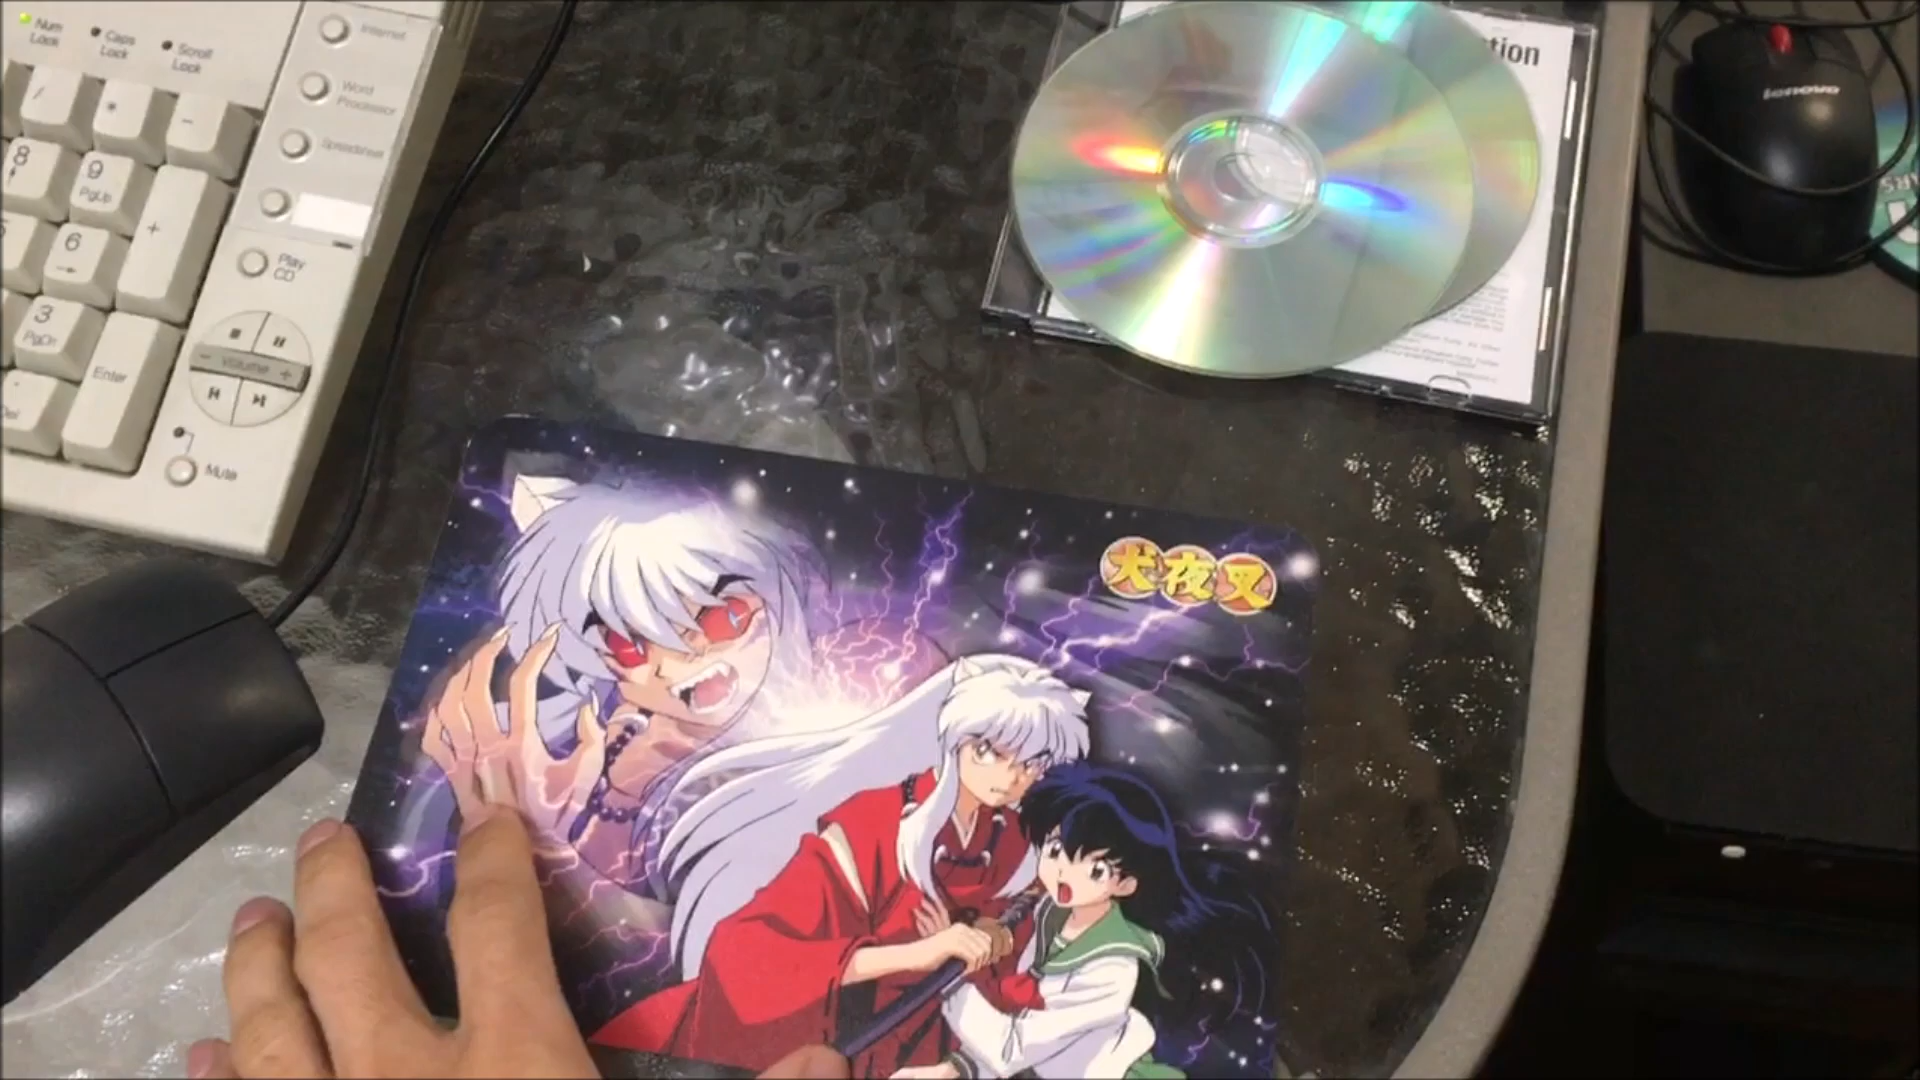 Num
Lock
Caps
Lock
Scroll
Lock
Internet
Word
Processor
Spreadsheet
/
*
-
8
9
PgUp
+
6
3
PgDn
Enter
Del
Play
CD
- Volume +
Mute
tion
lenovo
犬夜叉